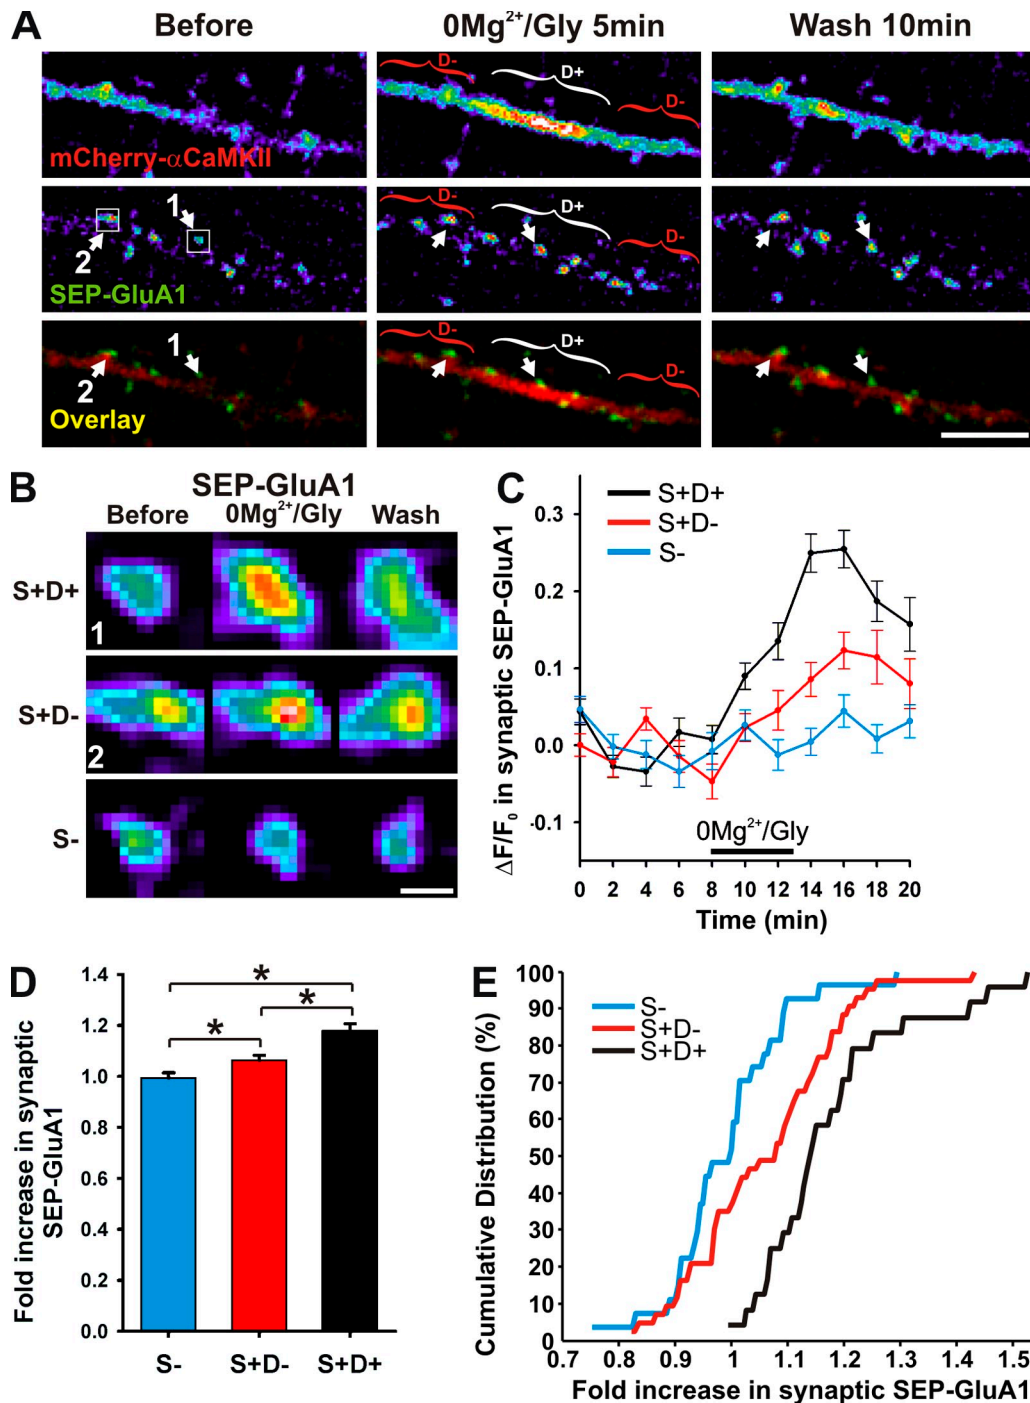 A Before 0Mg²⁺/Gly 5min Wash 10min
D- D+ D-
mCherry-αCaMKII
1 D- D+ D-
2
SEP-GluA1
1 D- D+ D-
2
Overlay
B SEP-GluA1
Before 0Mg²⁺/Gly Wash
S+D+
1
S+D-
2
S-
C
S+D+
S+D-
S-
ΔF/F₀ in synaptic SEP-GluA1
0.3
0.2
0.1
0.0
-0.1
0Mg²⁺/Gly
0 2 4 6 8 10 12 14 16 18 20
Time (min)
D
Fold increase in synaptic
SEP-GluA1
1.4
1.2
1.0
0.8
0.6
0.4
0.2
0.0
* * *
S- S+D- S+D+
E
S-
S+D-
S+D+
Cumulative Distribution (%)
100
90
80
70
60
50
40
30
20
10
0
0.7 0.8 0.9 1 1.1 1.2 1.3 1.4 1.5
Fold increase in synaptic SEP-GluA1